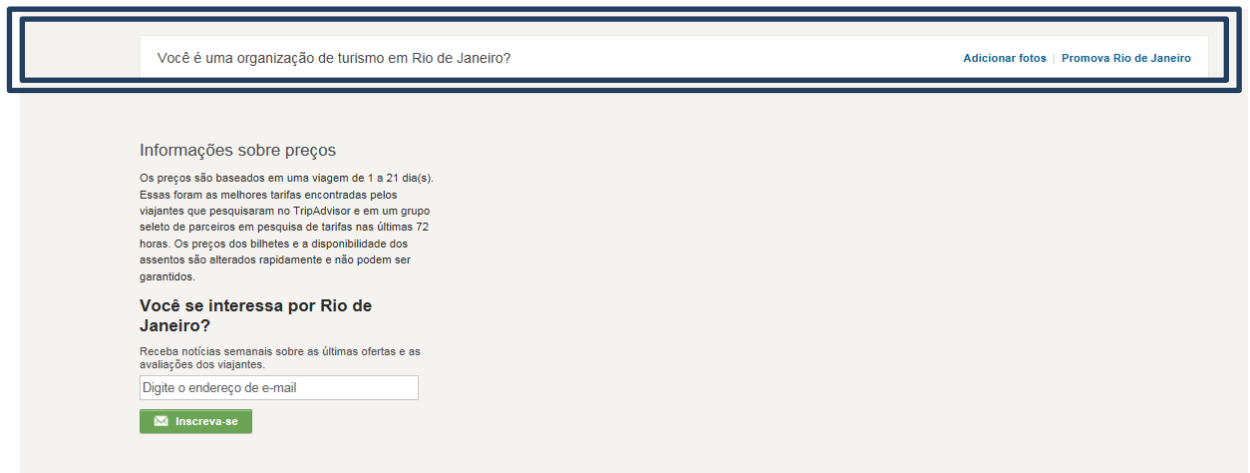 Você é uma organização de turismo em Rio de Janeiro?
Adicionar fotos | Promova Rio de Janeiro
Informações sobre preços
Os preços são baseados em uma viagem de 1 a 21 dia(s).
Essas foram as melhores tarifas encontradas pelos
viajantes que pesquisaram no TripAdvisor e em um grupo
seleto de parceiros em pesquisa de tarifas nas últimas 72
horas. Os preços dos bilhetes e a disponibilidade dos
assentos são alterados rapidamente e não podem ser
garantidos.
Você se interessa por Rio de
Janeiro?
Receba notícias semanais sobre as últimas ofertas e as
avaliações dos viajantes.
Digite o endereço de e-mail
Inscreva-se